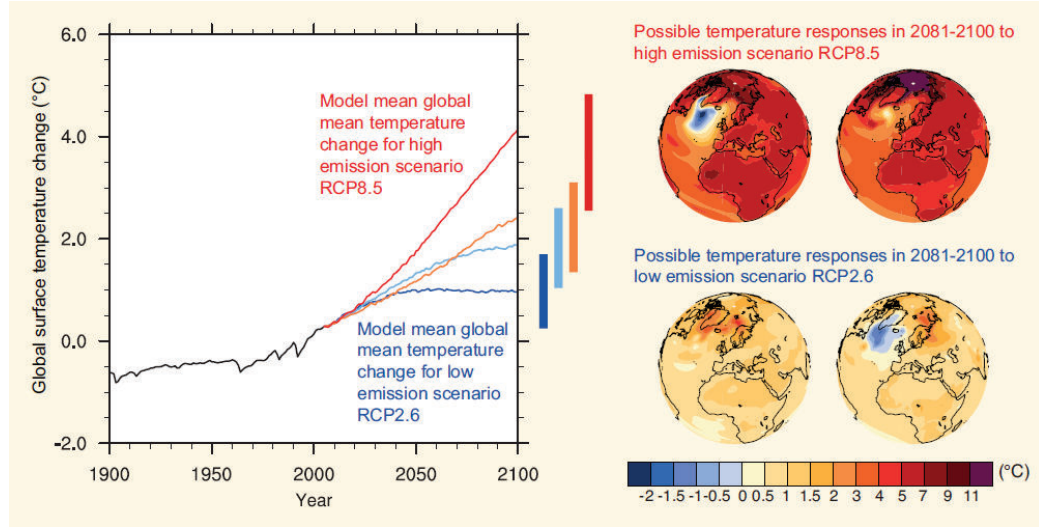 Global surface temperature change (°C)
6.0
4.0
2.0
0.0
-2.0
1900
1950
2000
2050
2100
Year
Model mean global
mean temperature
change for high
emission scenario
RCP8.5
Model mean global
mean temperature
change for low
emission scenario
RCP2.6
Possible temperature responses in 2081-2100 to
high emission scenario RCP8.5
Possible temperature responses in 2081-2100 to
low emission scenario RCP2.6
(°C)
-2 -1.5 -1 -0.5 0 0.5 1 1.5 2 3 4 5 7 9 11